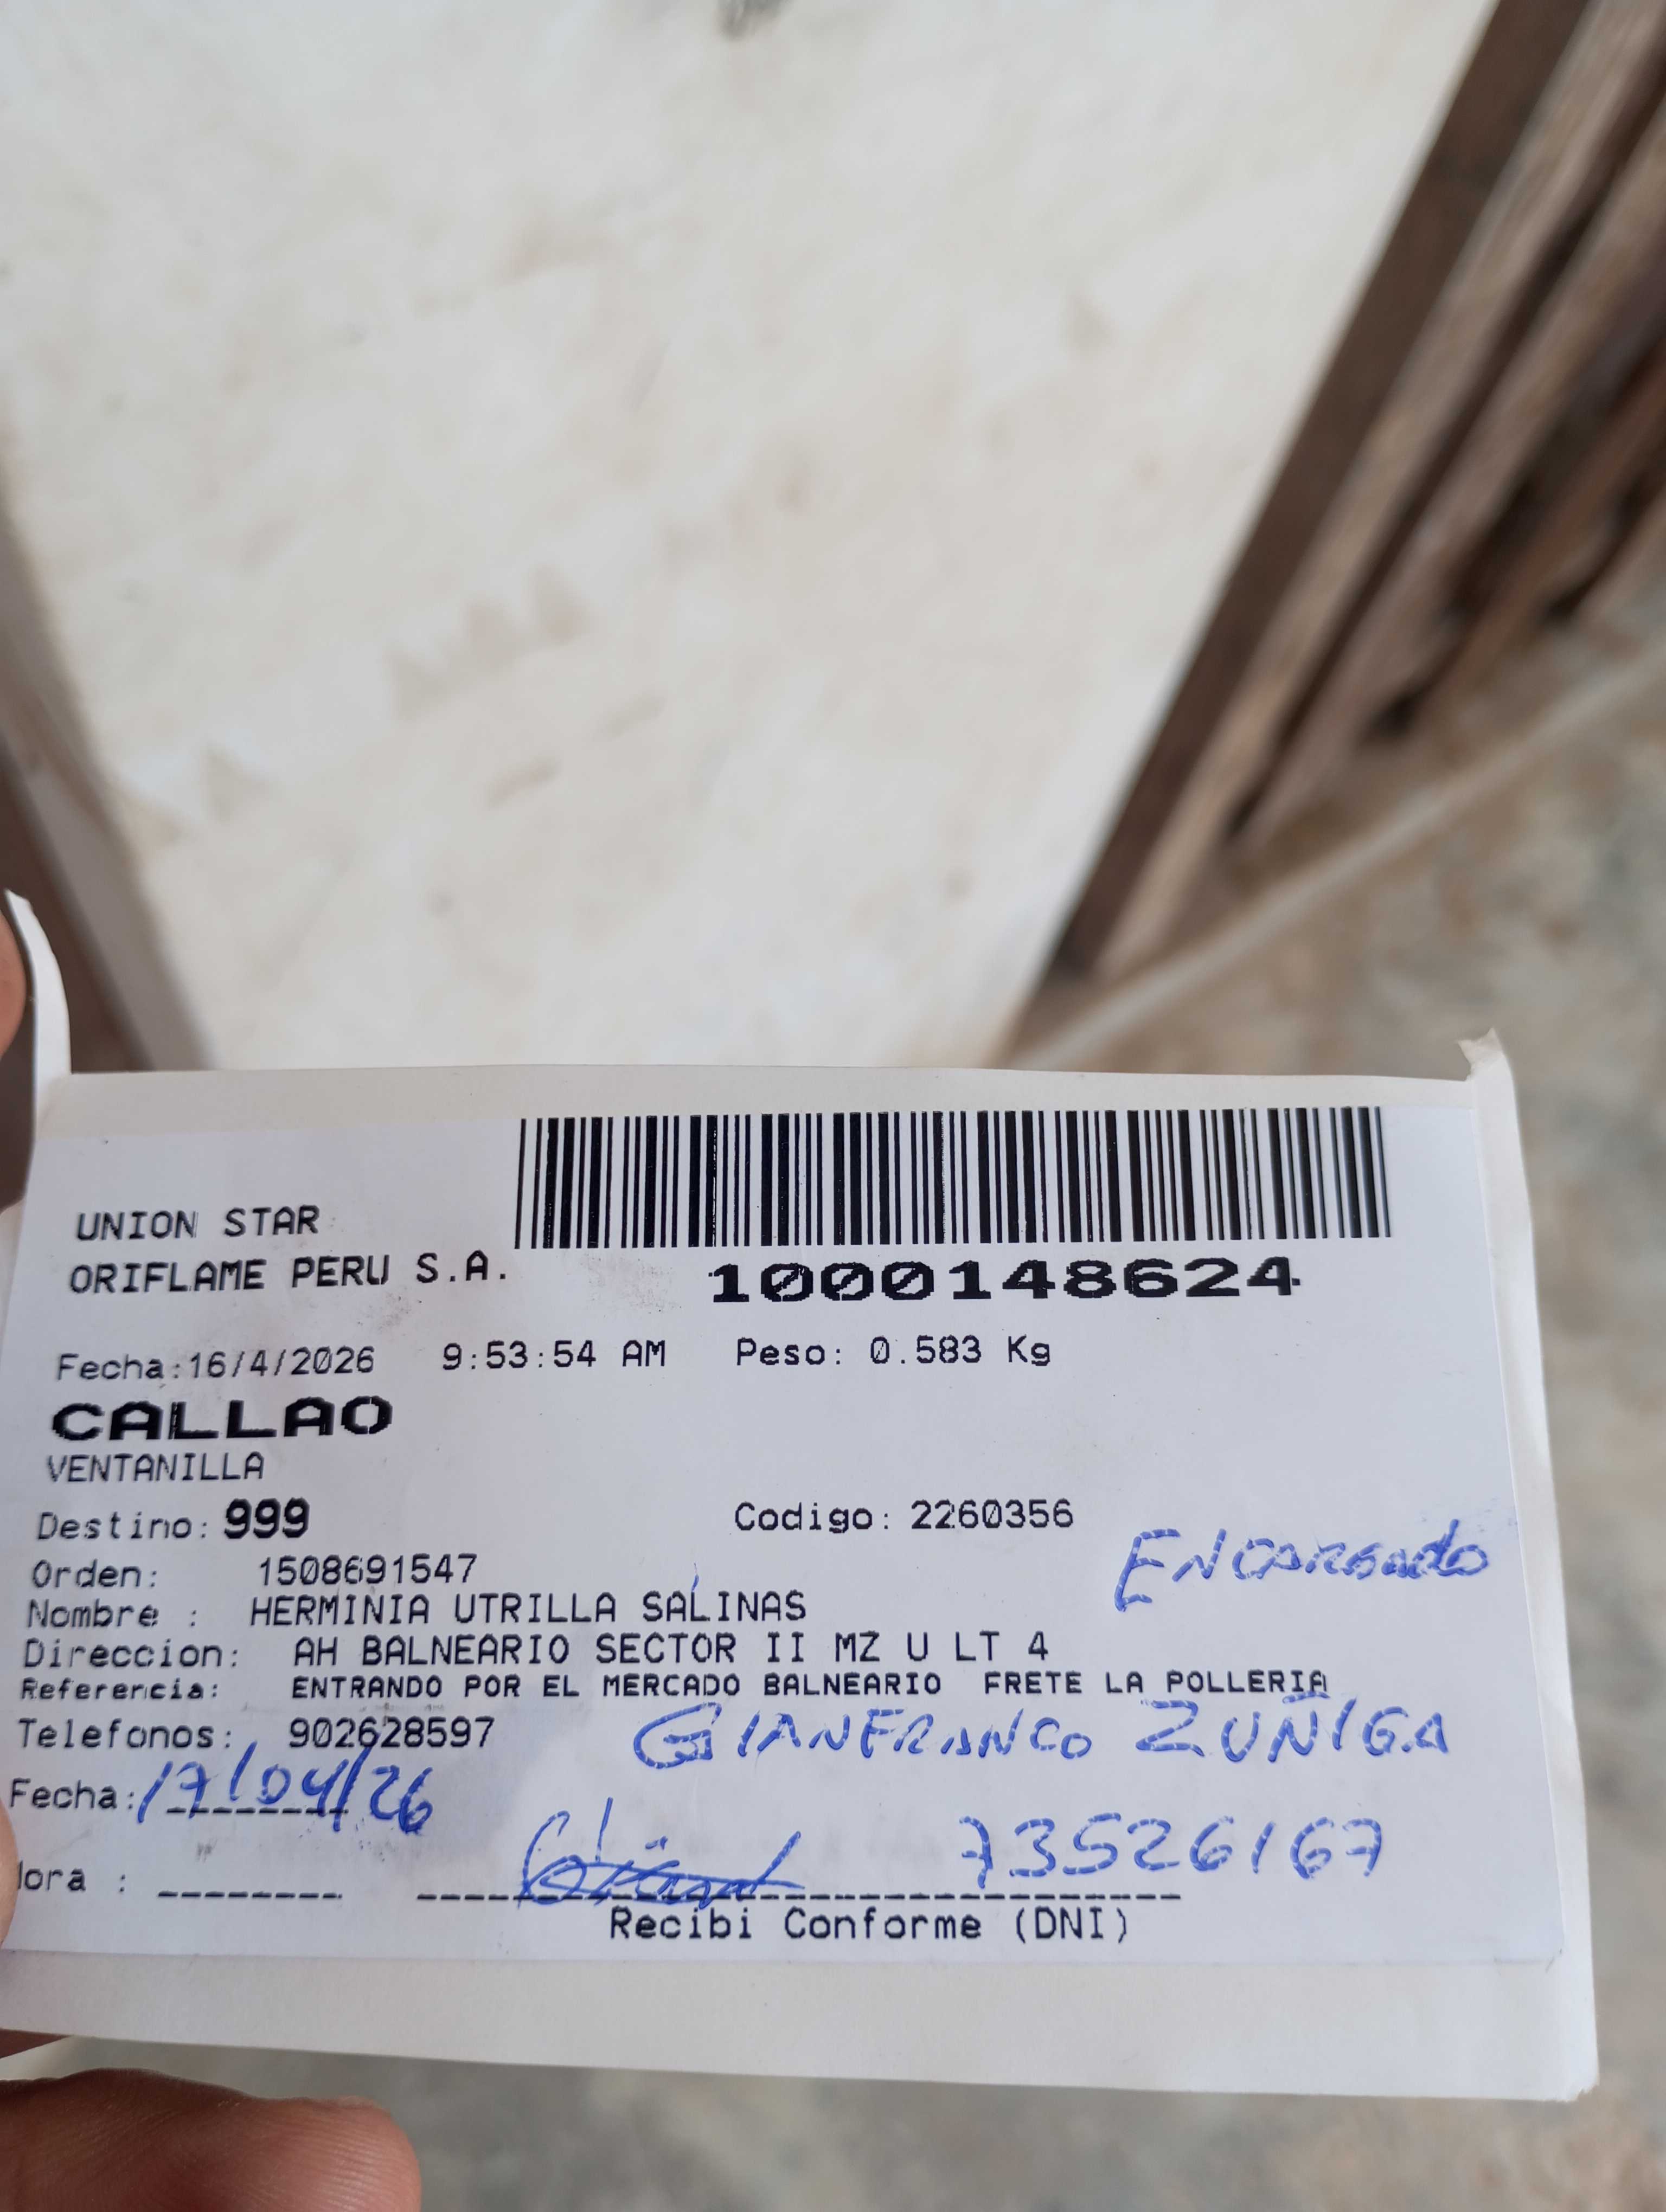 UNION STAR
ORIFLAME PERU S.A.
1000148624
Fecha:16/4/2026 9:53:54 AM Peso: 0.583 Kg
CALLAO
VENTANILLA
Destino: 999 Codigo: 2260356
Encargado
Orden: 1508691547
Nombre : HERMINIA UTRILLA SALINAS
Direccion: AH BALNEARIO SECTOR II MZ U LT 4
Referencia: ENTRANDO POR EL MERCADO BALNEARIO FRETE LA POLLERIA
Telefonos: 902628597 GIANFRANCO ZUÑIGA
Fecha: 17/04/26
73526167
ora : ________ ____________________
Recibi Conforme (DNI)